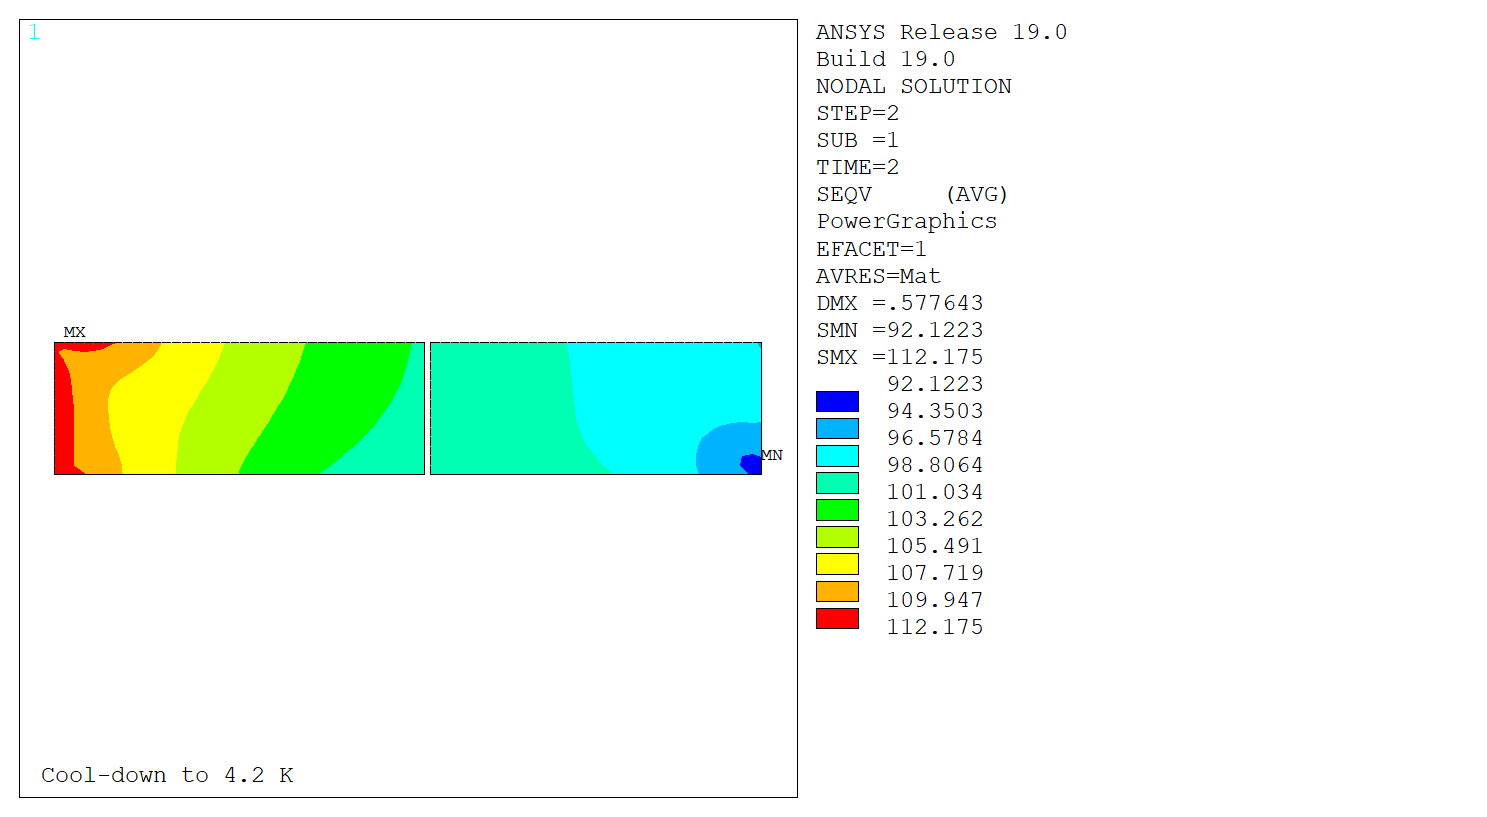 1
ANSYS Release 19.0
Build 19.0
NODAL SOLUTION
STEP=2
SUB =1
TIME=2
SEQV (AVG)
PowerGraphics
EFACET=1
AVRES=Mat
DMX =.577643
SMN =92.1223
SMX =112.175
92.1223
94.3503
96.5784
98.8064
101.034
103.262
105.491
107.719
109.947
112.175
MX
MN
Cool-down to 4.2 K